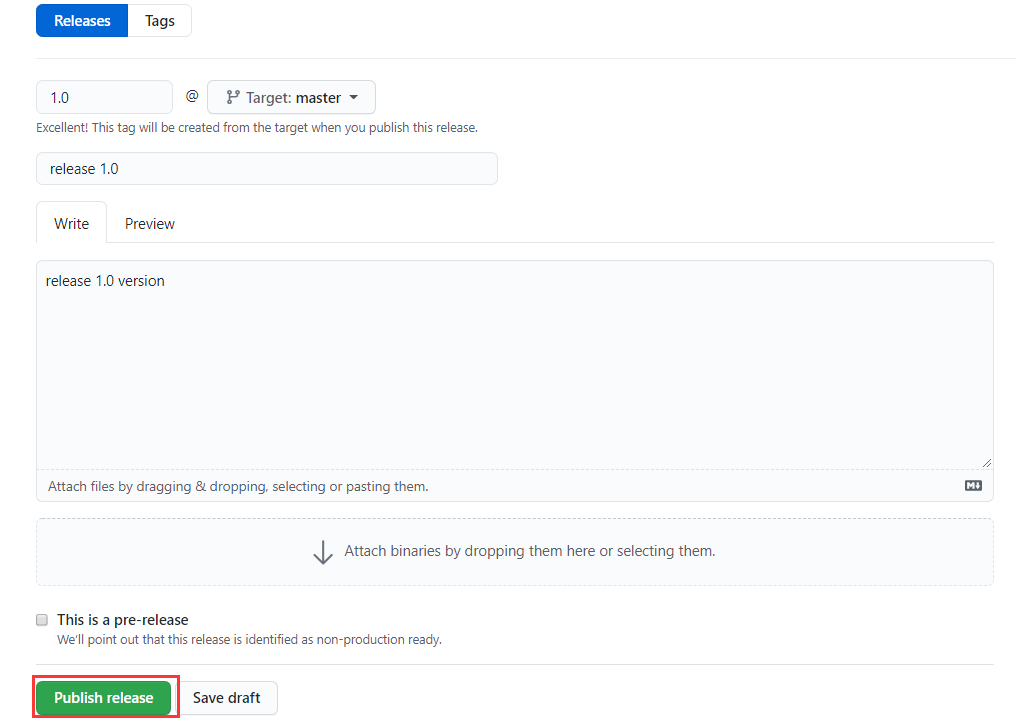 Releases Tags
1.0 @ Target: master
Excellent! This tag will be created from the target when you publish this release.
release 1.0
Write Preview
release 1.0 version
Attach files by dragging & dropping, selecting or pasting them.
M
Attach binaries by dropping them here or selecting them.
This is a pre-release
We'll point out that this release is identified as non-production ready.
Publish release Save draft